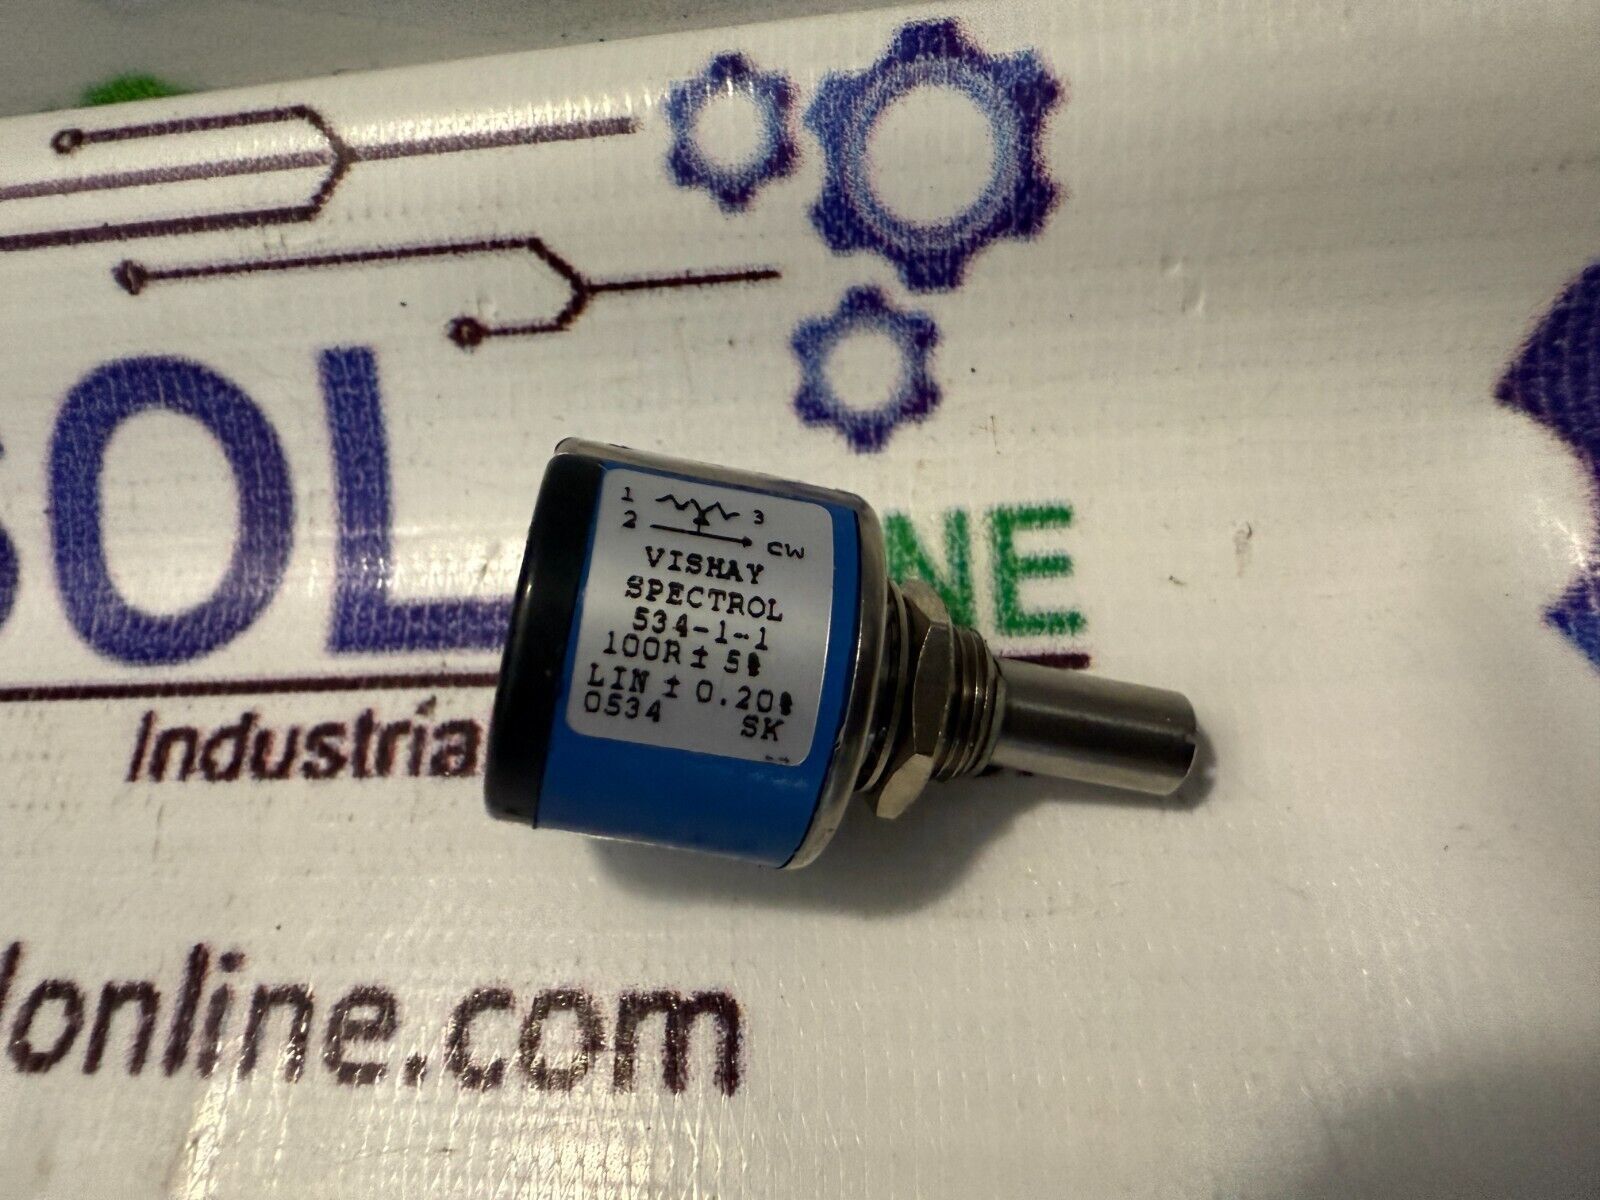 SOL
NE
Industria
lonline.com
1 3
2 CW
VISHAY
SPECTROL
534-1-1
100R ± 5%
LIN ± 0.20%
0534 SK